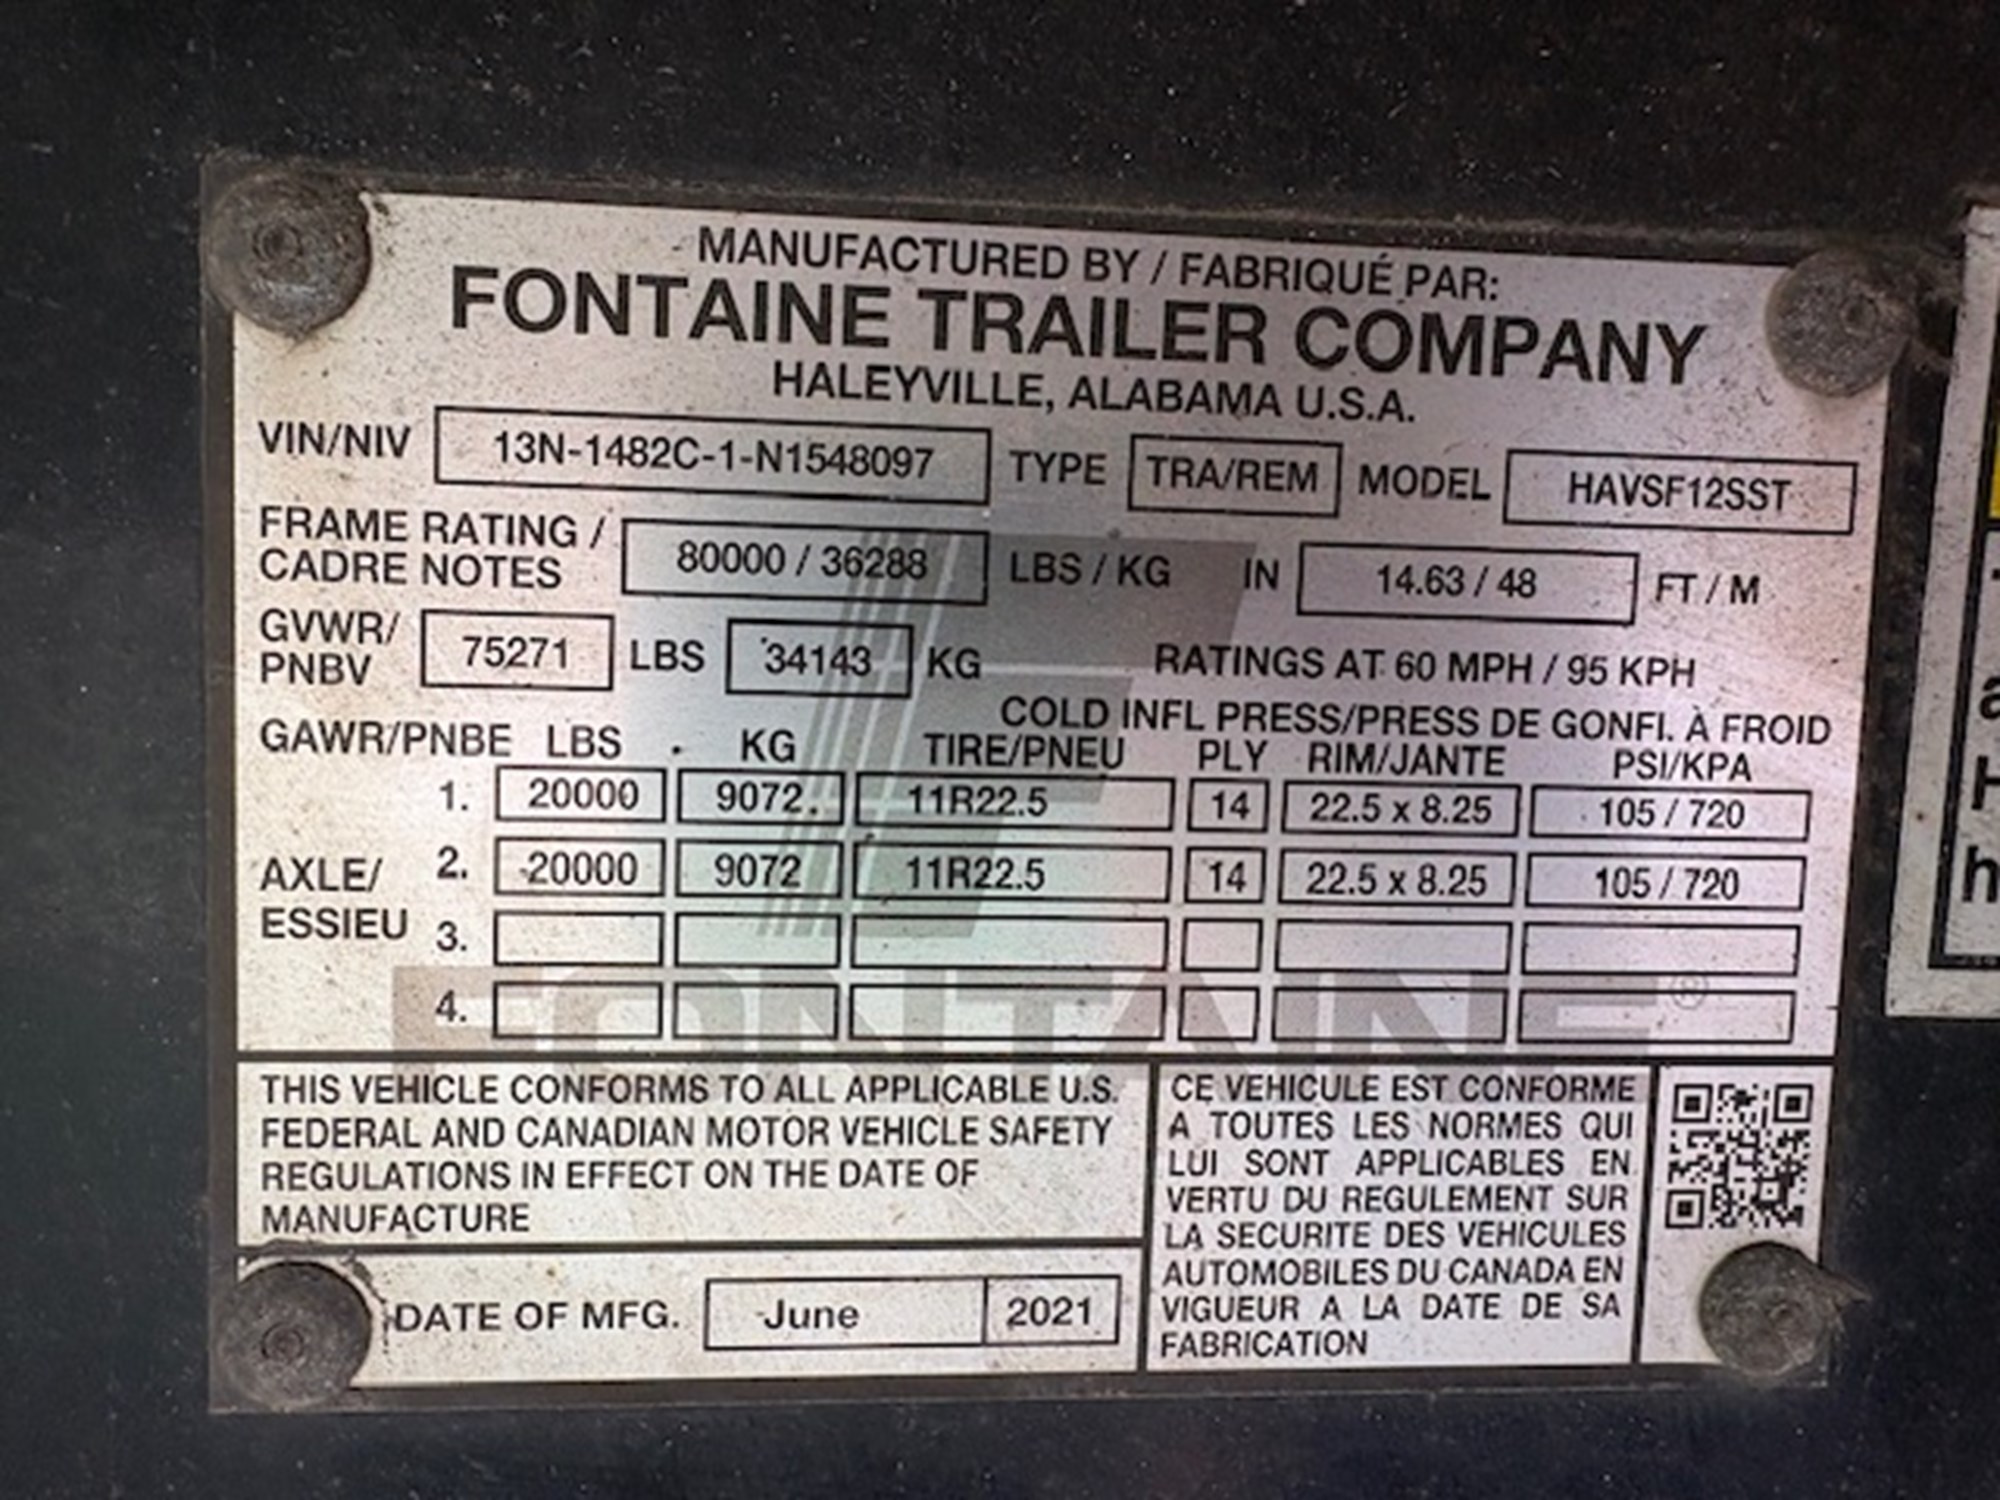 MANUFACTURED BY / FABRIQUÉ PAR:
FONTAINE TRAILER COMPANY
HALEYVILLE, ALABAMA U.S.A.
VIN/NIV 13N-1482C-1-N1548097 TYPE TRA/REM MODEL HAVSF12SST
FRAME RATING / CADRE NOTES 80000 / 36288 LBS / KG IN 14.63 / 48 FT / M
GVWR/ PNBV 75271 LBS 34143 KG RATINGS AT 60 MPH / 95 KPH
COLD INFL PRESS/PRESS DE GONFI. À FROID
GAWR/PNBE LBS KG TIRE/PNEU PLY RIM/JANTE PSI/KPA
1. 20000 9072 11R22.5 14 22.5 x 8.25 105 / 720
AXLE/ ESSIEU
2. 20000 9072 11R22.5 14 22.5 x 8.25 105 / 720
3.
4.
FONTAINE ®
THIS VEHICLE CONFORMS TO ALL APPLICABLE U.S.
FEDERAL AND CANADIAN MOTOR VEHICLE SAFETY
REGULATIONS IN EFFECT ON THE DATE OF
MANUFACTURE
DATE OF MFG. June 2021
CE VEHICULE EST CONFORME
A TOUTES LES NORMES QUI
LUI SONT APPLICABLES EN
VERTU DU REGULEMENT SUR
LA SECURITE DES VEHICULES
AUTOMOBILES DU CANADA EN
VIGUEUR A LA DATE DE SA
FABRICATION